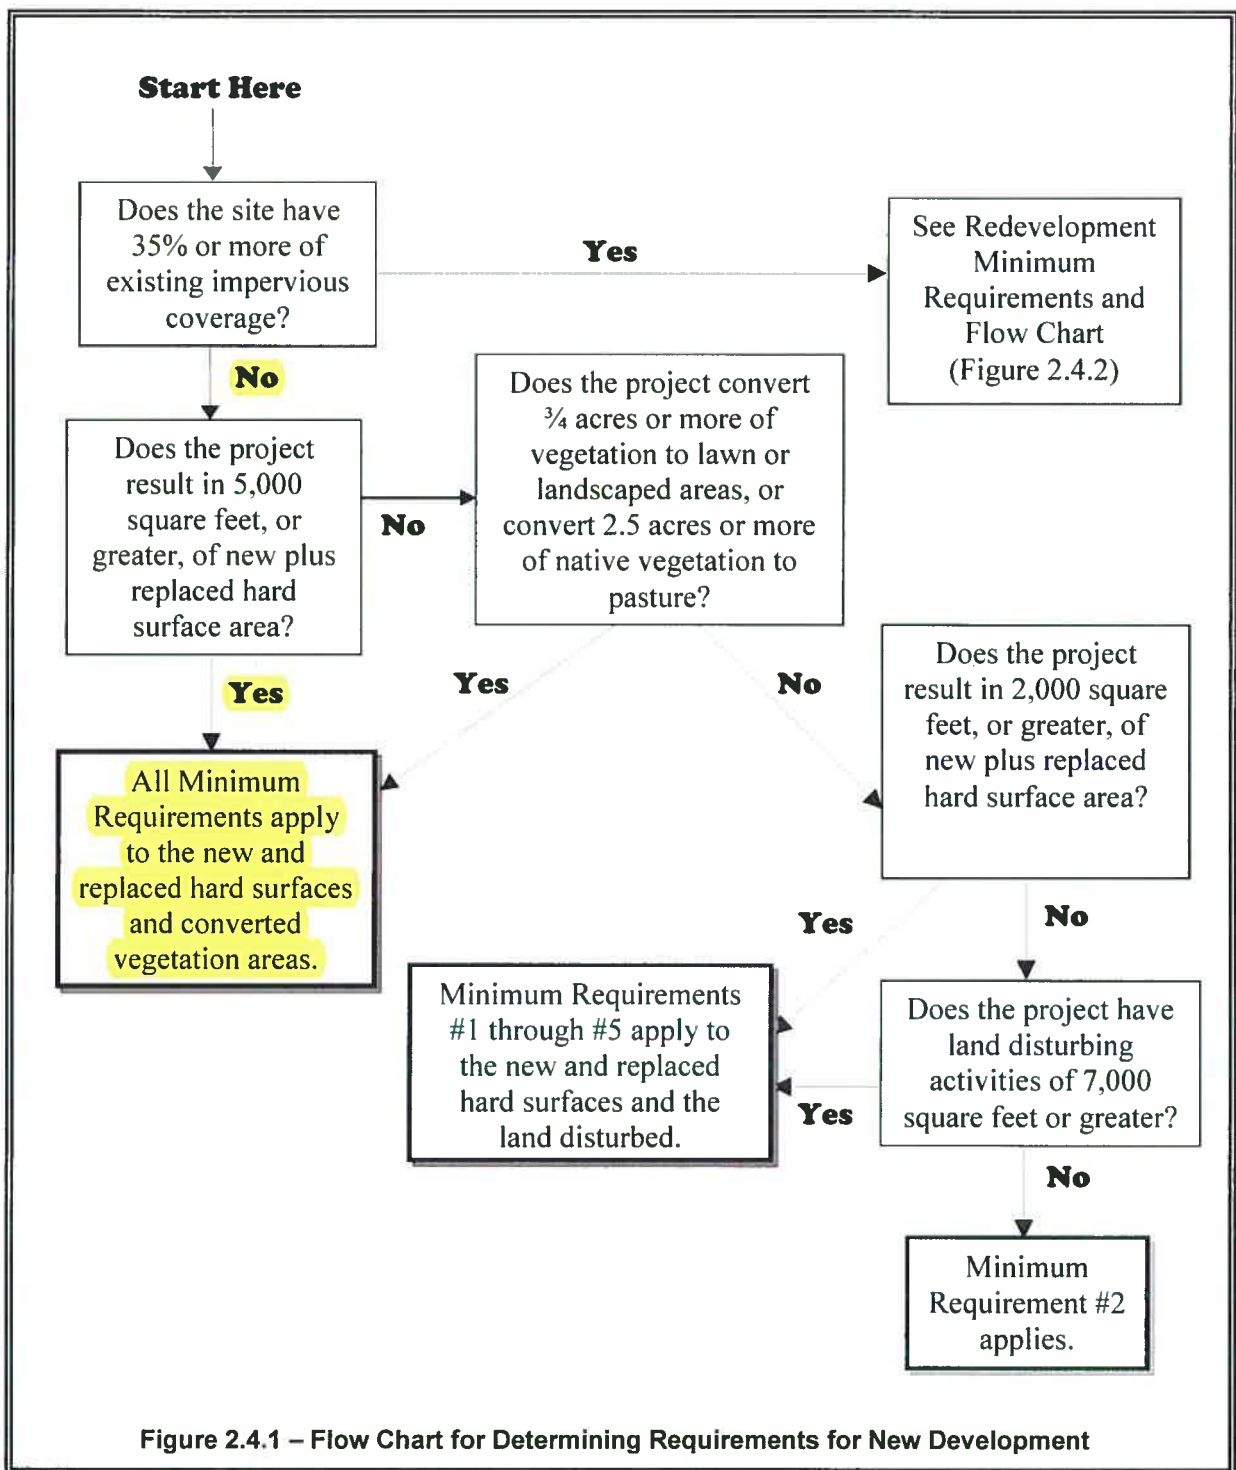 Start Here
Does the site have
35% or more of
existing impervious
coverage?
Yes
See Redevelopment
Minimum
Requirements and
Flow Chart
(Figure 2.4.2)
No
Does the project
result in 5,000
square feet, or
greater, of new plus
replaced hard
surface area?
No
Does the project convert
¾ acres or more of
vegetation to lawn or
landscaped areas, or
convert 2.5 acres or more
of native vegetation to
pasture?
Yes
Yes
No
Does the project
result in 2,000 square
feet, or greater, of
new plus replaced
hard surface area?
All Minimum
Requirements apply
to the new and
replaced hard surfaces
and converted
vegetation areas.
Yes
No
Minimum Requirements
#1 through #5 apply to
the new and replaced
hard surfaces and the
land disturbed.
Yes
Does the project have
land disturbing
activities of 7,000
square feet or greater?
No
Minimum
Requirement #2
applies.
Figure 2.4.1 – Flow Chart for Determining Requirements for New Development